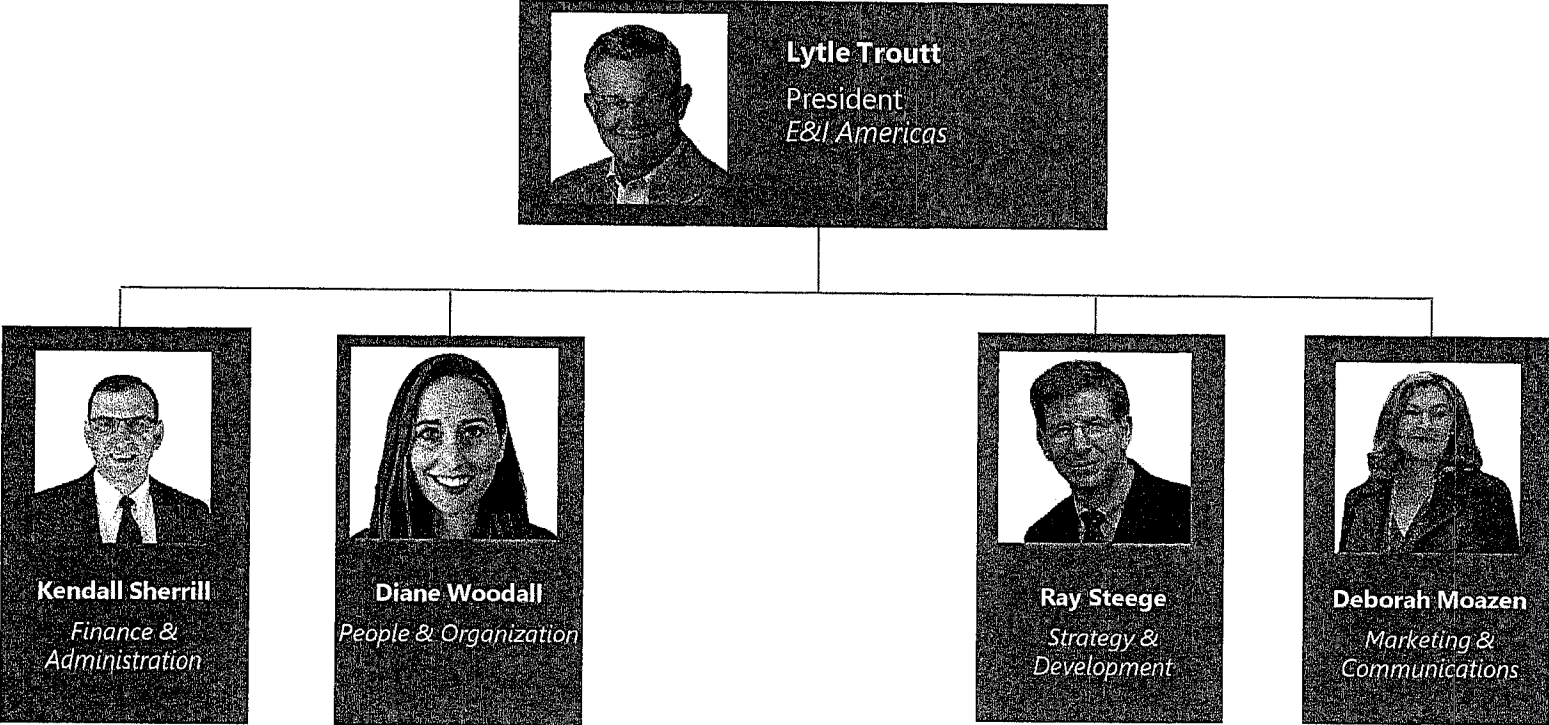 Lytle Troutt
President
E&I Americas
Kendall Sherrill
Finance &
Administration
Diane Woodall
People & Organization
Ray Steege
Strategy &
Development
Deborah Moazen
Marketing &
Communications